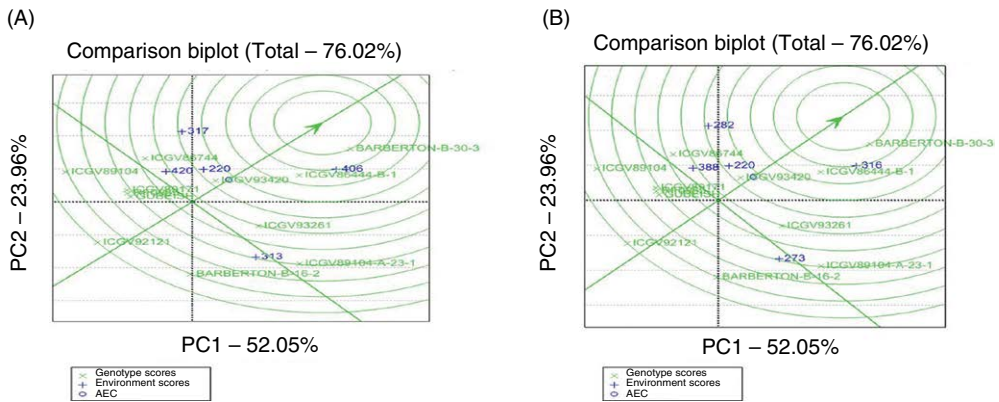 (A)
Comparison biplot (Total – 76.02%)
PC2 – 23.96%
317
ICGV86744
ICGV89104
420
220
ICGV93420
BARBERTON-B-30-3
406
ICGV86444-B-1
ICGV93261
ICGV92121
313
ICGV89104-A-23-1
BARBERTON-B-16-2
PC1 – 52.05%
Genotype scores
Environment scores
AEC
(B)
Comparison biplot (Total – 76.02%)
PC2 – 23.96%
282
ICGV86744
BARBERTON-B-30-3
ICGV89104
388
220
ICGV93420
316
ICGV86444-B-1
ICGV93261
ICGV92121
273
ICGV89104-A-23-1
BARBERTON-B-16-2
PC1 – 52.05%
Genotype scores
Environment scores
AEC